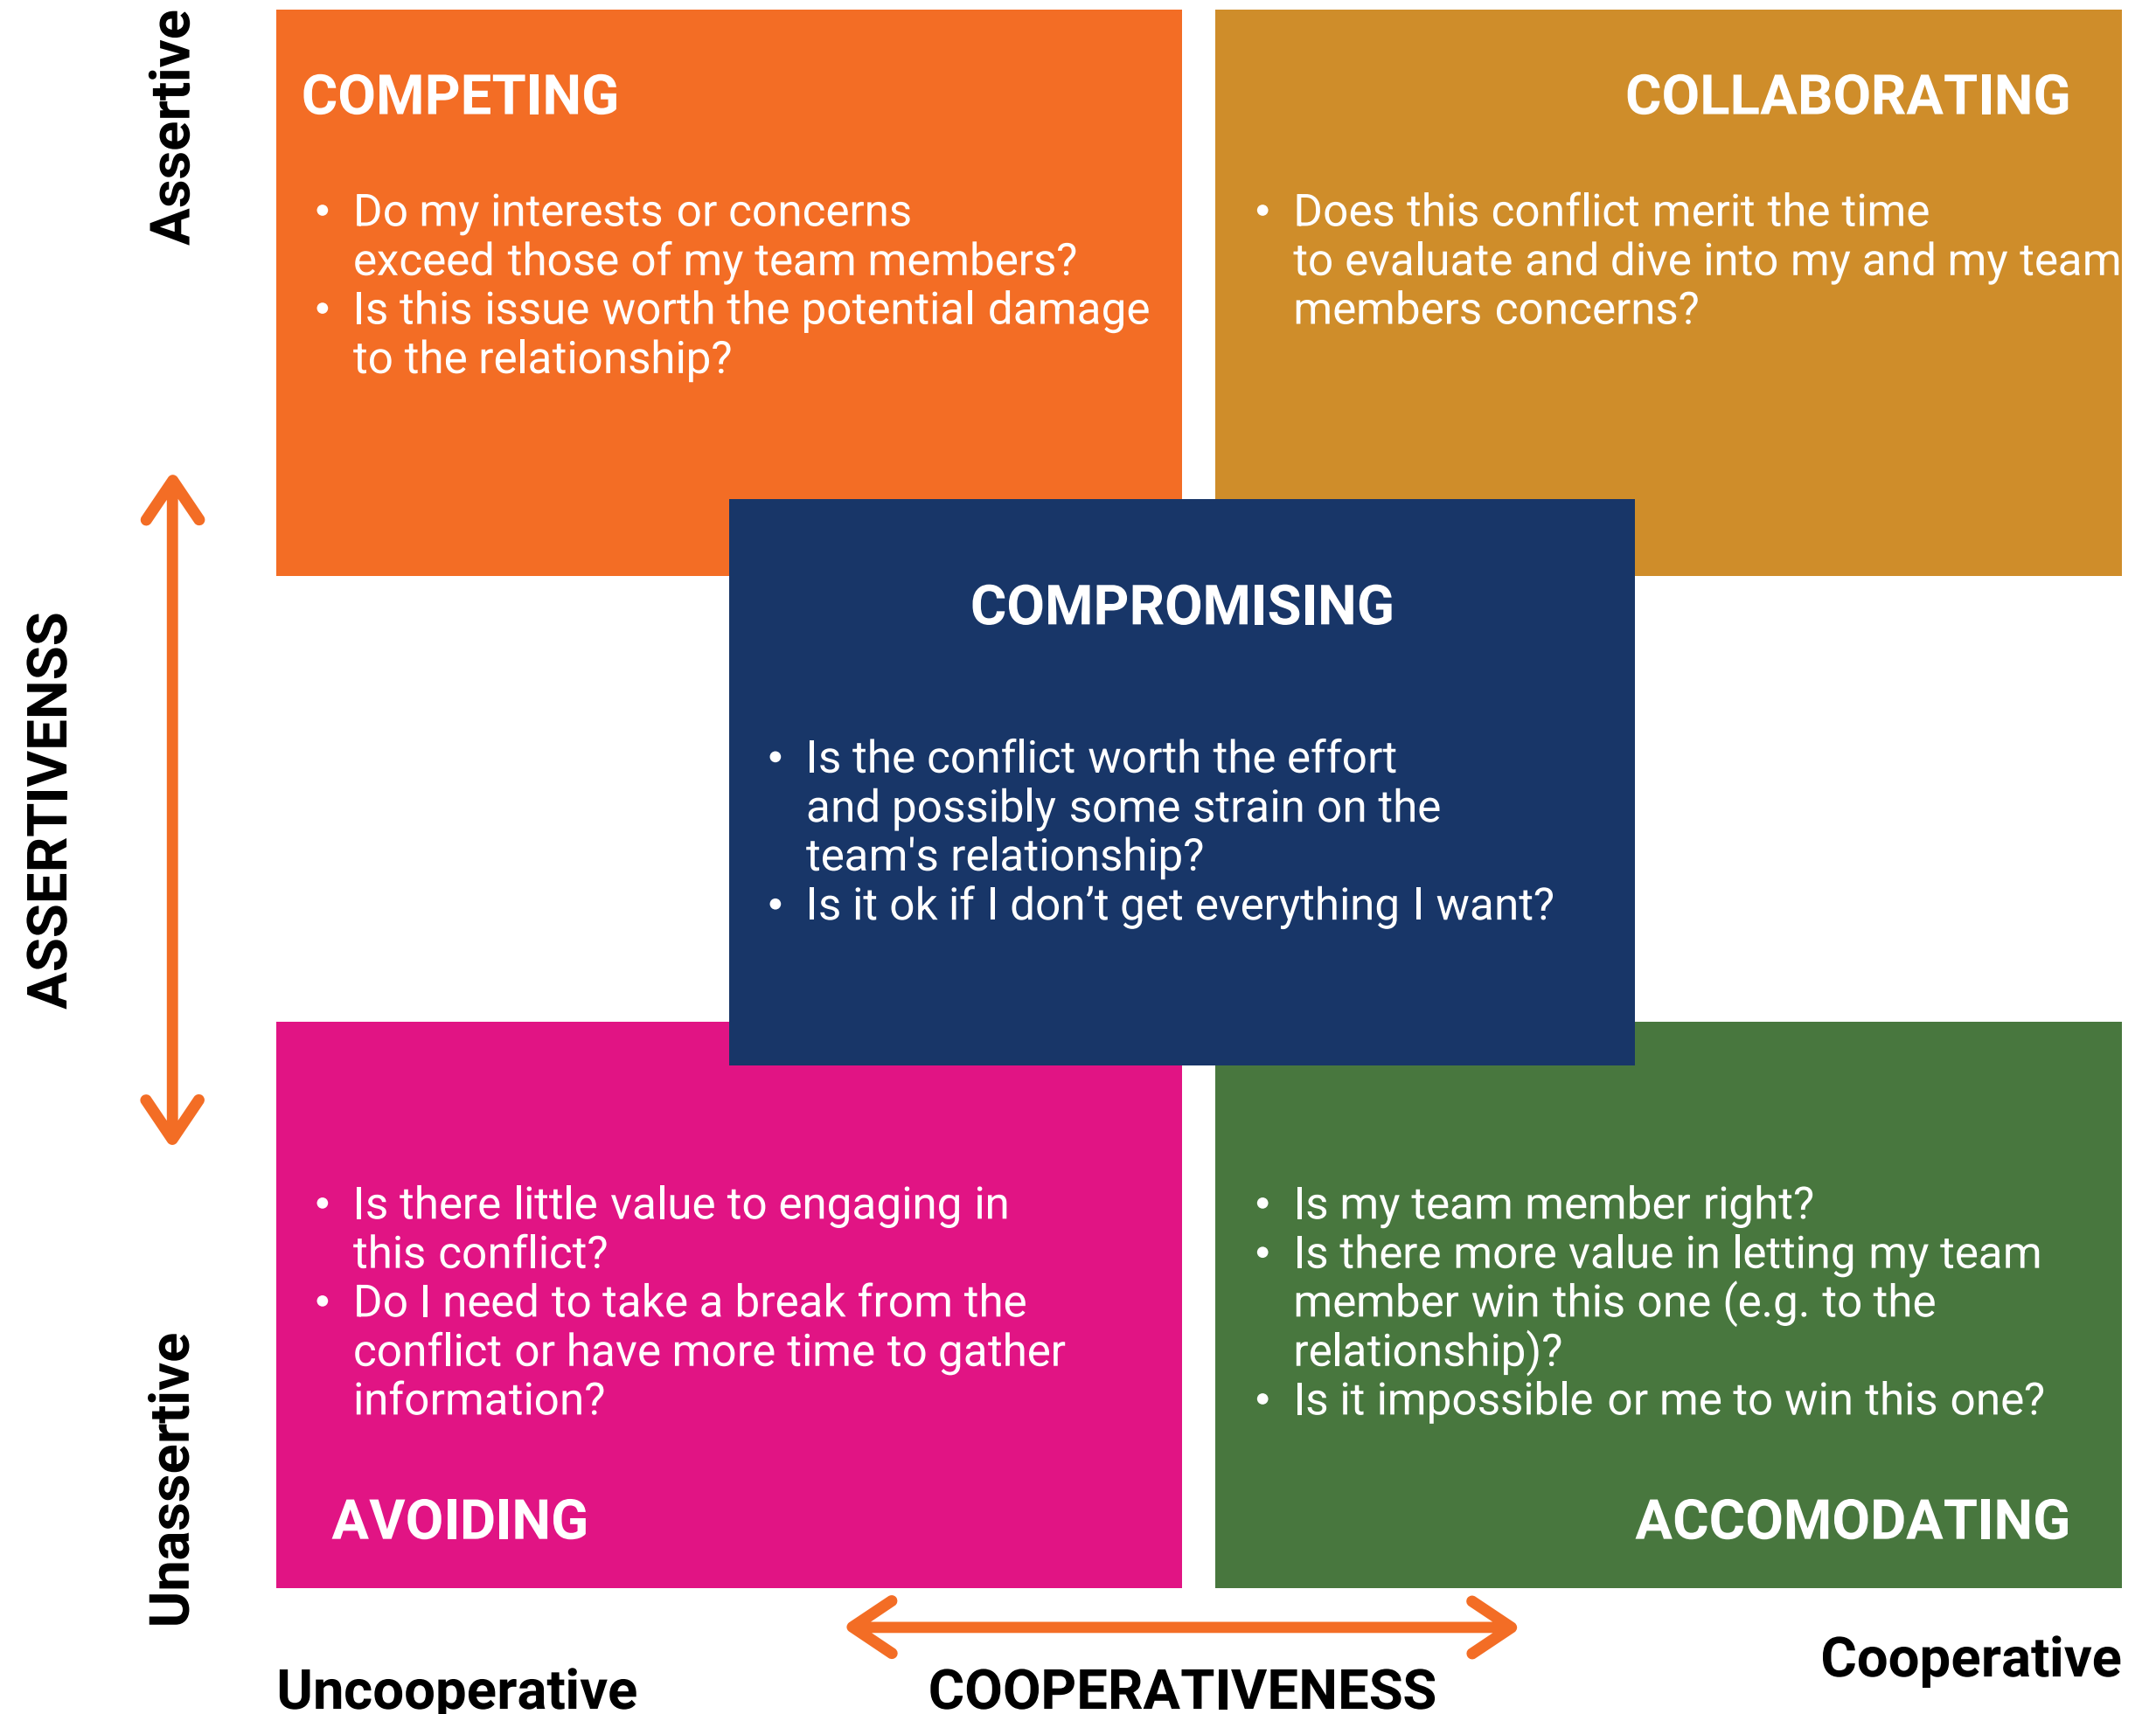 Assertive
ASSERTIVENSS
Unassertive
COMPETING
• Do my interests or concerns
exceed those of my team members?
• Is this issue worth the potential damage
to the relationship?
COLLABORATING
• Does this conflict merit the time
to evaluate and dive into my and my team
members concerns?
COMPROMISING
• Is the conflict worth the effort
and possibly some strain on the
team's relationship?
• Is it ok if I don’t get everything I want?
• Is there little value to engaging in
this conflict?
• Do I need to take a break from the
conflict or have more time to gather
information?
AVOIDING
• Is my team member right?
• Is there more value in letting my team
member win this one (e.g. to the
relationship)?
• Is it impossible or me to win this one?
ACCOMODATING
Uncooperative
COOPERATIVENESS
Cooperative